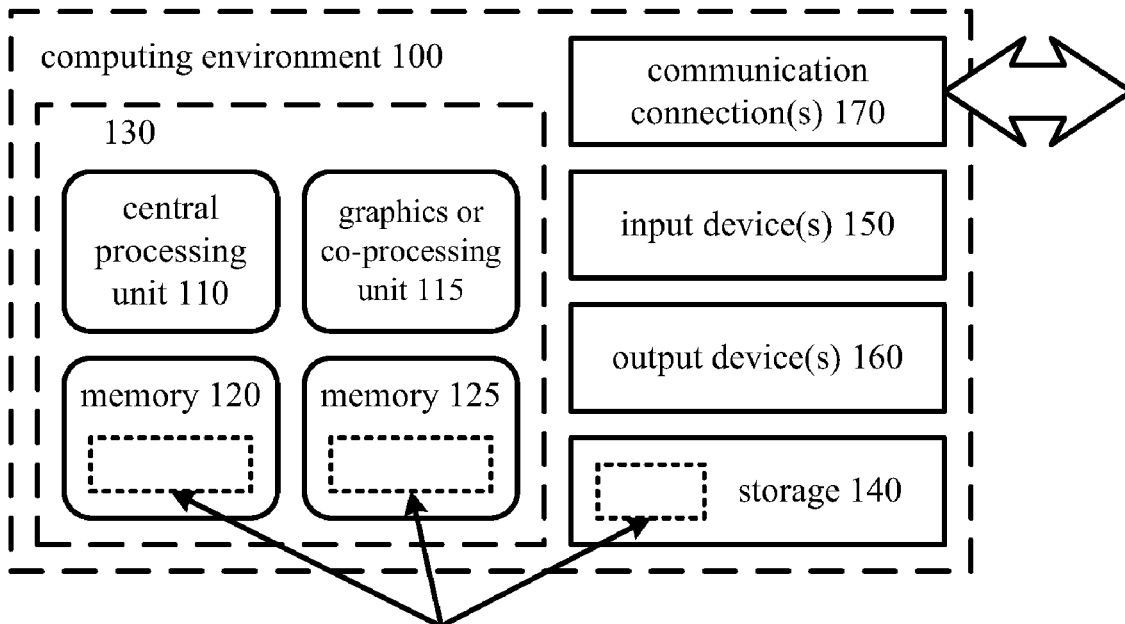 computing environment 100
130
central
processing
unit 110
graphics or
co-processing
unit 115
memory 120
memory 125
communication
connection(s) 170
input device(s) 150
output device(s) 160
storage 140